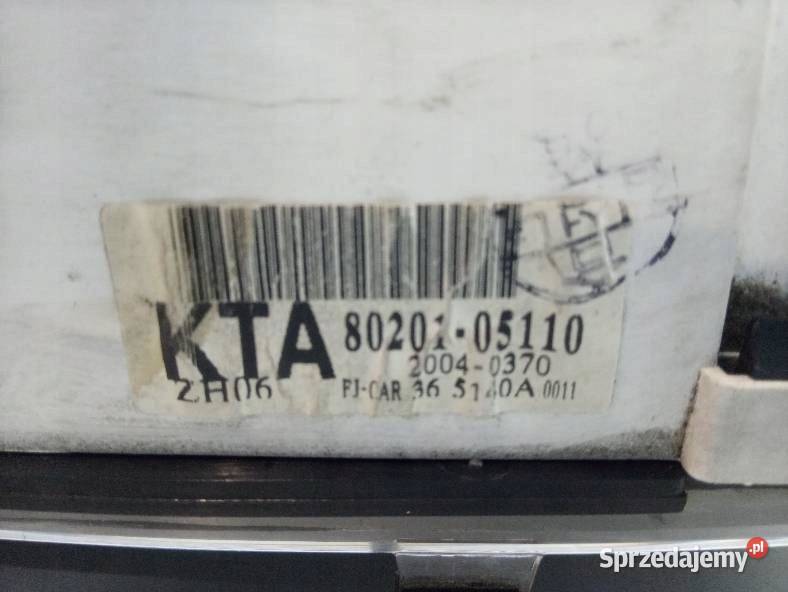 KTA 80201-05110
2004-0370
2H06 FJ-CAR 36 5140A 0011
Sprzedajemy.pl